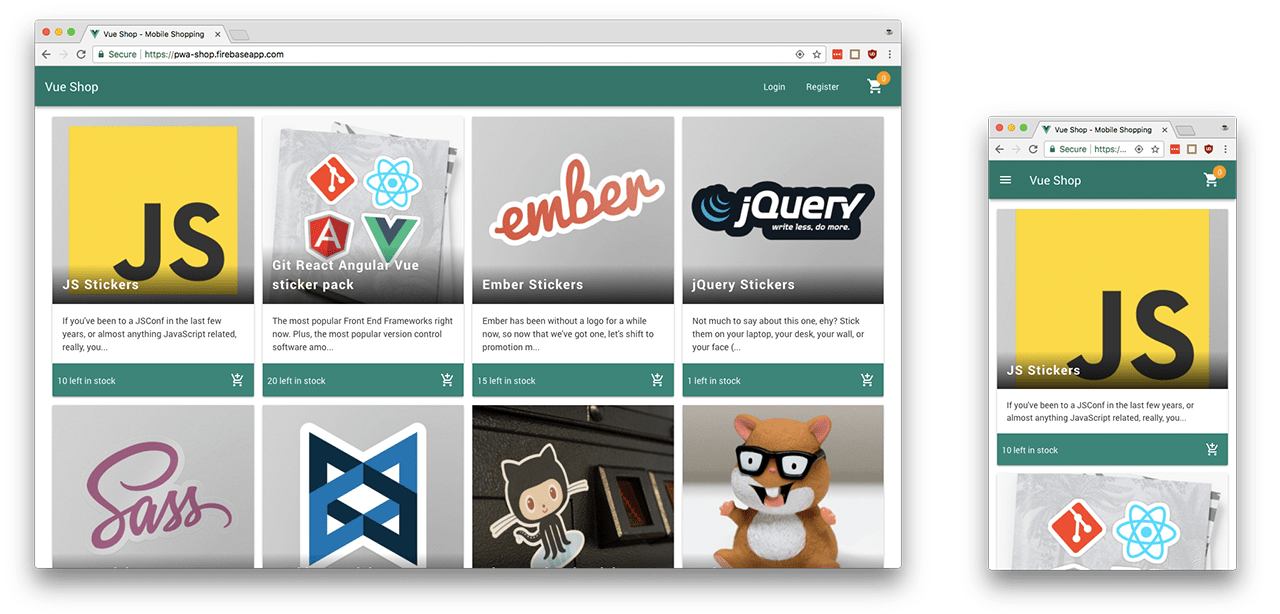 Vue Shop - Mobile Shopping
Secure https://pwa-shop.firebaseapp.com
Vue Shop Login Register 0
JS
JS Stickers
If you've been to a JSConf in the last few
years, or almost anything JavaScript related,
really, you...
10 left in stock
A
Git React Angular Vue
sticker pack
The most popular Front End Frameworks right
now. Plus, the most popular version control
software amo...
20 left in stock
ember
Ember Stickers
Ember has been without a logo for a while
now, so now that we've got one, let's shift to
promotion m...
15 left in stock
jQuery
write less, do more.
jQuery Stickers
Not much to say about this one, ehy? Stick
them on your laptop, your desk, your wall, or
your face (...
1 left in stock
Sass
Vue Shop - Mobile Shopping
Secure https:/...
Vue Shop 0
JS
JS Stickers
If you've been to a JSConf in the last few years, or
almost anything JavaScript related, really, you...
10 left in stock